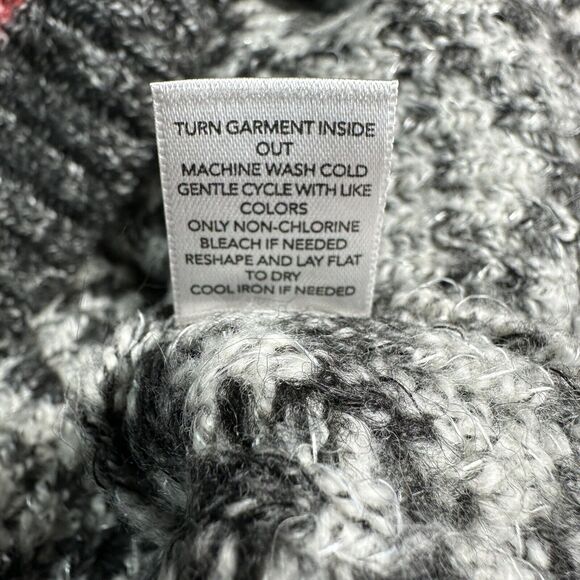 TURN GARMENT INSIDE
OUT
MACHINE WASH COLD
GENTLE CYCLE WITH LIKE
COLORS
ONLY NON-CHLORINE
BLEACH IF NEEDED
RESHAPE AND LAY FLAT
TO DRY
COOL IRON IF NEEDED